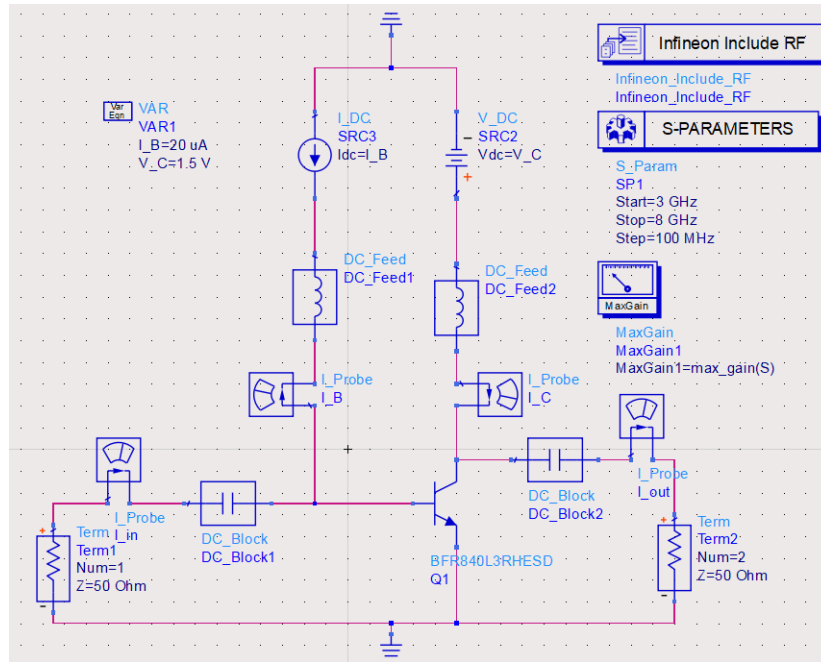 Infineon Include RF
Infineon_Include_RF
Infineon_Include_RF
Var
Eqn
VAR
VAR1
I_B=20 uA
V_C=1.5 V
I_DC
SRC3
Idc=I_B
V_DC
SRC2
Vdc=V_C
-
+
S-PARAMETERS
S_Param
SP1
Start=3 GHz
Stop=8 GHz
Step=100 MHz
DC_Feed
DC_Feed1
DC_Feed
DC_Feed2
MaxGain
MaxGain
MaxGain1
MaxGain1=max_gain(S)
I_Probe
I_B
I_Probe
I_C
I_Probe
I_in
DC_Block
DC_Block1
DC_Block
DC_Block2
I_Probe
I_out
+
Term
Term1
Num=1
Z=50 Ohm
-
BFR840L3RHESD
Q1
+
Term
Term2
Num=2
Z=50 Ohm
-